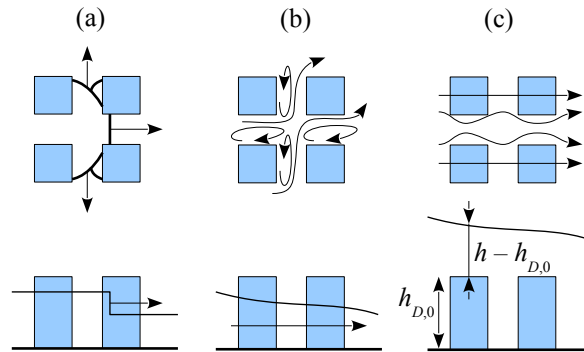 (a)
(b)
(c)
h – h_{D,0}
h_{D,0}